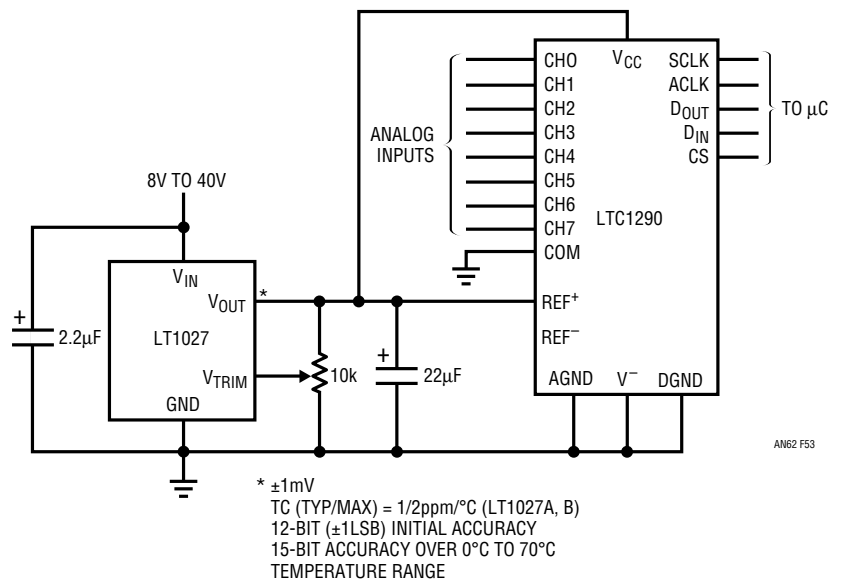 CH0
CH1
CH2
CH3
CH4
CH5
CH6
CH7
COM
VCC
SCLK
ACLK
DOUT
DIN
CS
TO μC
ANALOG
INPUTS
LTC1290
REF+
REF−
AGND
V−
DGND
8V TO 40V
VIN
VOUT
*
LT1027
VTRIM
GND
+
2.2μF
10k
+
22μF
AN62 F53
* ±1mV
TC (TYP/MAX) = 1/2ppm/°C (LT1027A, B)
12-BIT (±1LSB) INITIAL ACCURACY
15-BIT ACCURACY OVER 0°C TO 70°C
TEMPERATURE RANGE